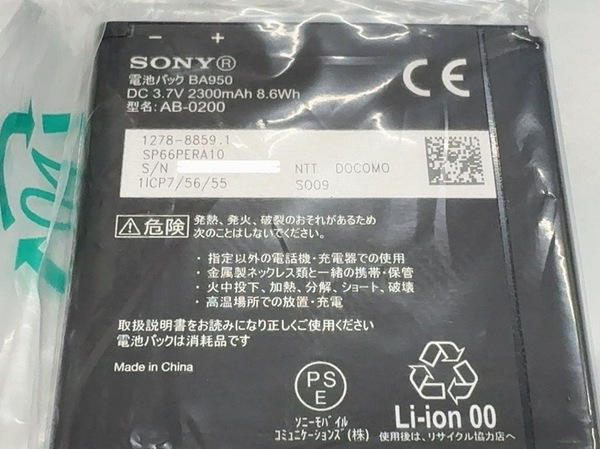 − +
SONY®
電池パック BA950
DC 3.7V 2300mAh 8.6Wh
型名: AB-0200
CE
1278-8859.1
SP66PERA10
S/N
1ICP7/56/55
NTT DOCOMO
SO09
⚠危険
発熱、発火、破裂のおそれがあるため
次のことはしないでください。
・指定以外の電話機・充電器での使用
・金属製ネックレス類と一緒の携帯・保管
・火中投下、加熱、分解、ショート、破壊
・高温場所での放置・充電
取扱説明書をお読みになり正しくご使用ください
電池パックは消耗品です
Made in China
PS
E
ソニーモバイル
コミュニケーションズ(株)
Li-ion 00
使用後は、リサイクル協力店へ